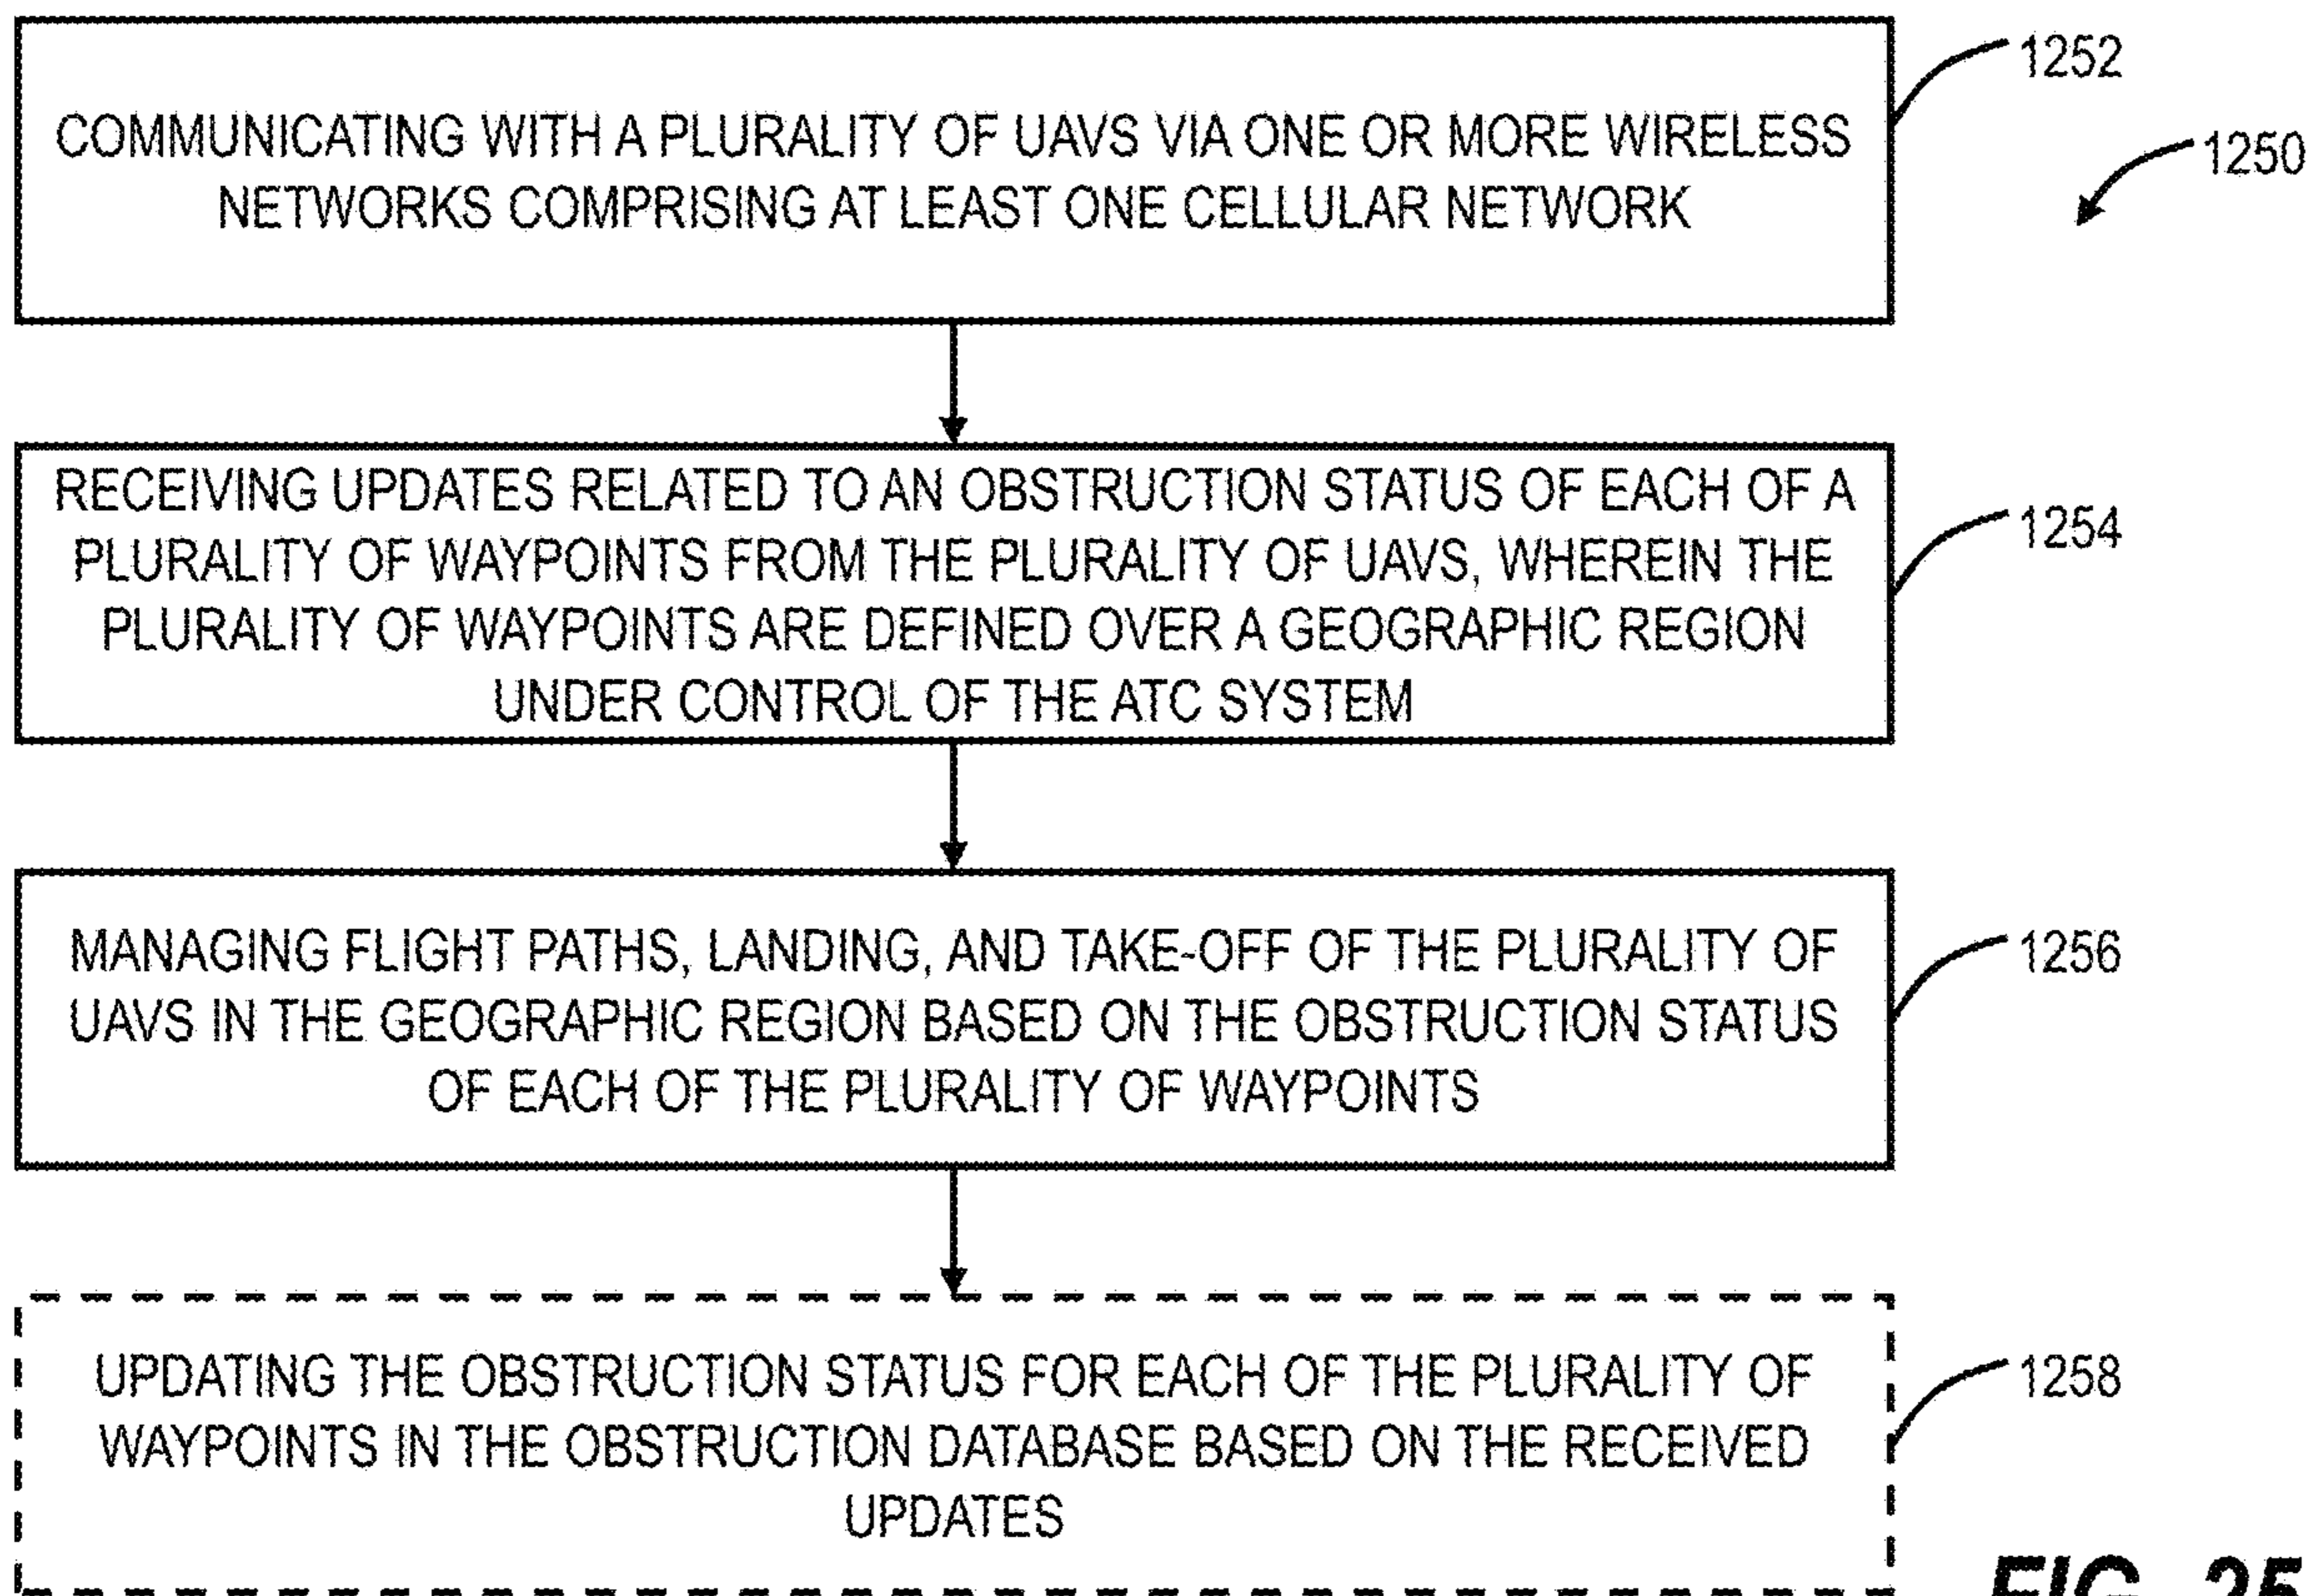 COMMUNICATING WITH A PLURALITY OF UAVS VIA ONE OR MORE WIRELESS
NETWORKS COMPRISING AT LEAST ONE CELLULAR NETWORK
1252
1250
RECEIVING UPDATES RELATED TO AN OBSTRUCTION STATUS OF EACH OF A
PLURALITY OF WAYPOINTS FROM THE PLURALITY OF UAVS, WHEREIN THE
PLURALITY OF WAYPOINTS ARE DEFINED OVER A GEOGRAPHIC REGION
UNDER CONTROL OF THE ATC SYSTEM
1254
MANAGING FLIGHT PATHS, LANDING, AND TAKE-OFF OF THE PLURALITY OF
UAVS IN THE GEOGRAPHIC REGION BASED ON THE OBSTRUCTION STATUS
OF EACH OF THE PLURALITY OF WAYPOINTS
1256
UPDATING THE OBSTRUCTION STATUS FOR EACH OF THE PLURALITY OF
WAYPOINTS IN THE OBSTRUCTION DATABASE BASED ON THE RECEIVED
UPDATES
1258
FIG. 25